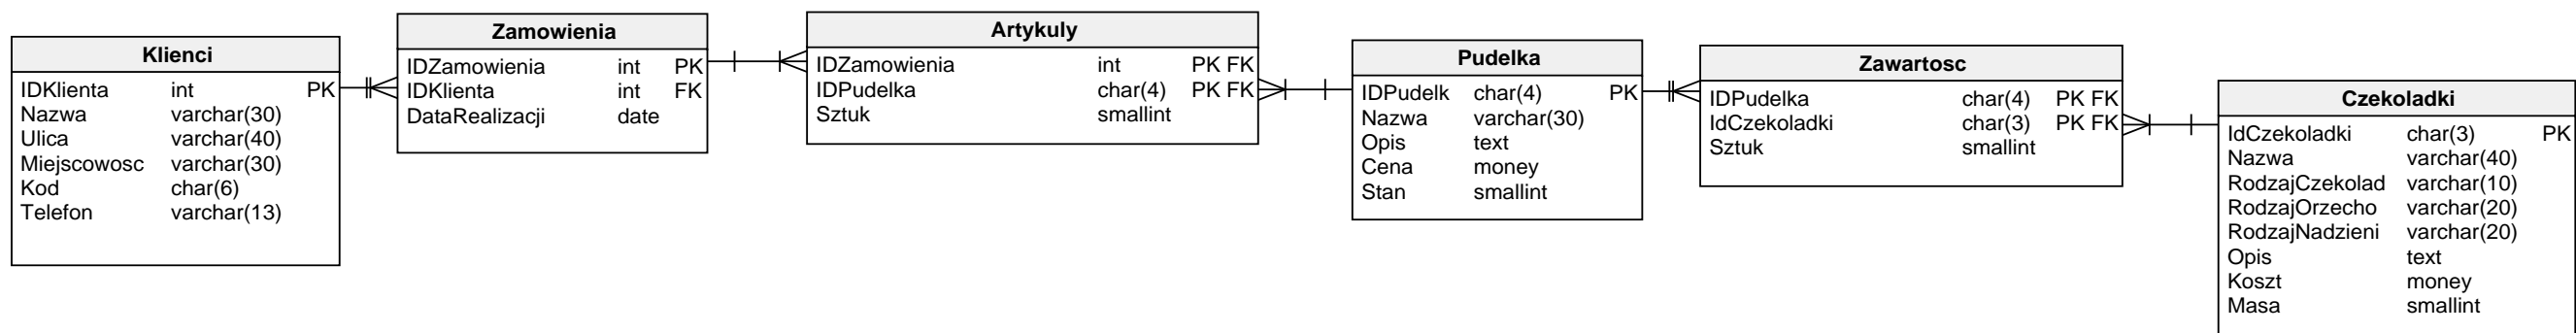 Klienci
IDKlienta int PK
Nazwa varchar(30)
Ulica varchar(40)
Miejscowosc varchar(30)
Kod char(6)
Telefon varchar(13)
Zamowienia
IDZamowienia int PK
IDKlienta int FK
DataRealizacji date
Artykuly
IDZamowienia int PK FK
IDPudelka char(4) PK FK
Sztuk smallint
Pudelka
IDPudelk char(4) PK
Nazwa varchar(30)
Opis text
Cena money
Stan smallint
Zawartosc
IDPudelka char(4) PK FK
IdCzekoladki char(3) PK FK
Sztuk smallint
Czekoladki
IdCzekoladki char(3) PK
Nazwa varchar(40)
RodzajCzekolad varchar(10)
RodzajOrzecho varchar(20)
RodzajNadzieni varchar(20)
Opis text
Koszt money
Masa smallint